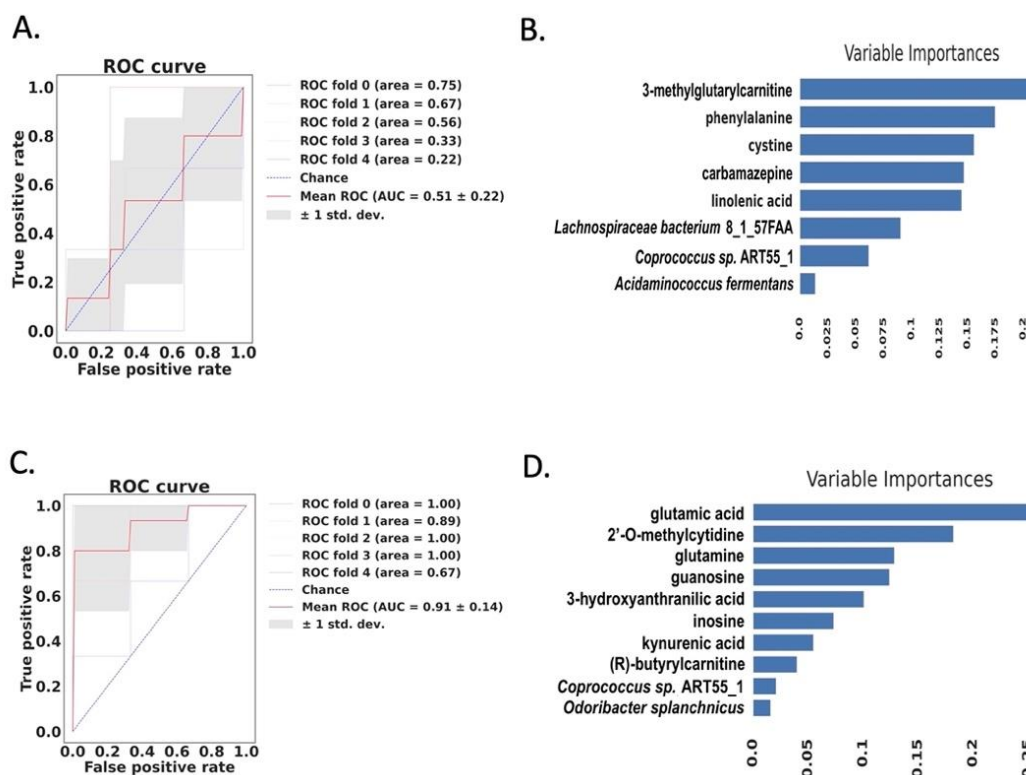 A.
ROC curve
1.0
0.8
0.6
0.4
0.2
0.0
0.0 0.2 0.4 0.6 0.8 1.0
True positive rate
False positive rate
ROC fold 0 (area = 0.75)
ROC fold 1 (area = 0.67)
ROC fold 2 (area = 0.56)
ROC fold 3 (area = 0.33)
ROC fold 4 (area = 0.22)
Chance
Mean ROC (AUC = 0.51 ± 0.22)
± 1 std. dev.
B.
Variable Importances
3-methylglutarylcarnitine
phenylalanine
cystine
carbamazepine
linolenic acid
Lachnospiraceae bacterium 8_1_57FAA
Coprococcus sp. ART55_1
Acidaminococcus fermentans
0.0 0.025 0.05 0.075 0.1 0.125 0.15 0.175 0.2
C.
ROC curve
1.0
0.8
0.6
0.4
0.2
0.0
0.0 0.2 0.4 0.6 0.8 1.0
True positive rate
False positive rate
ROC fold 0 (area = 1.00)
ROC fold 1 (area = 0.89)
ROC fold 2 (area = 1.00)
ROC fold 3 (area = 1.00)
ROC fold 4 (area = 0.67)
Chance
Mean ROC (AUC = 0.91 ± 0.14)
± 1 std. dev.
D.
Variable Importances
glutamic acid
2'-O-methylcytidine
glutamine
guanosine
3-hydroxyanthranilic acid
inosine
kynurenic acid
(R)-butyrylcarnitine
Coprococcus sp. ART55_1
Odoribacter splanchnicus
0.0 0.05 0.1 0.15 0.2 0.25